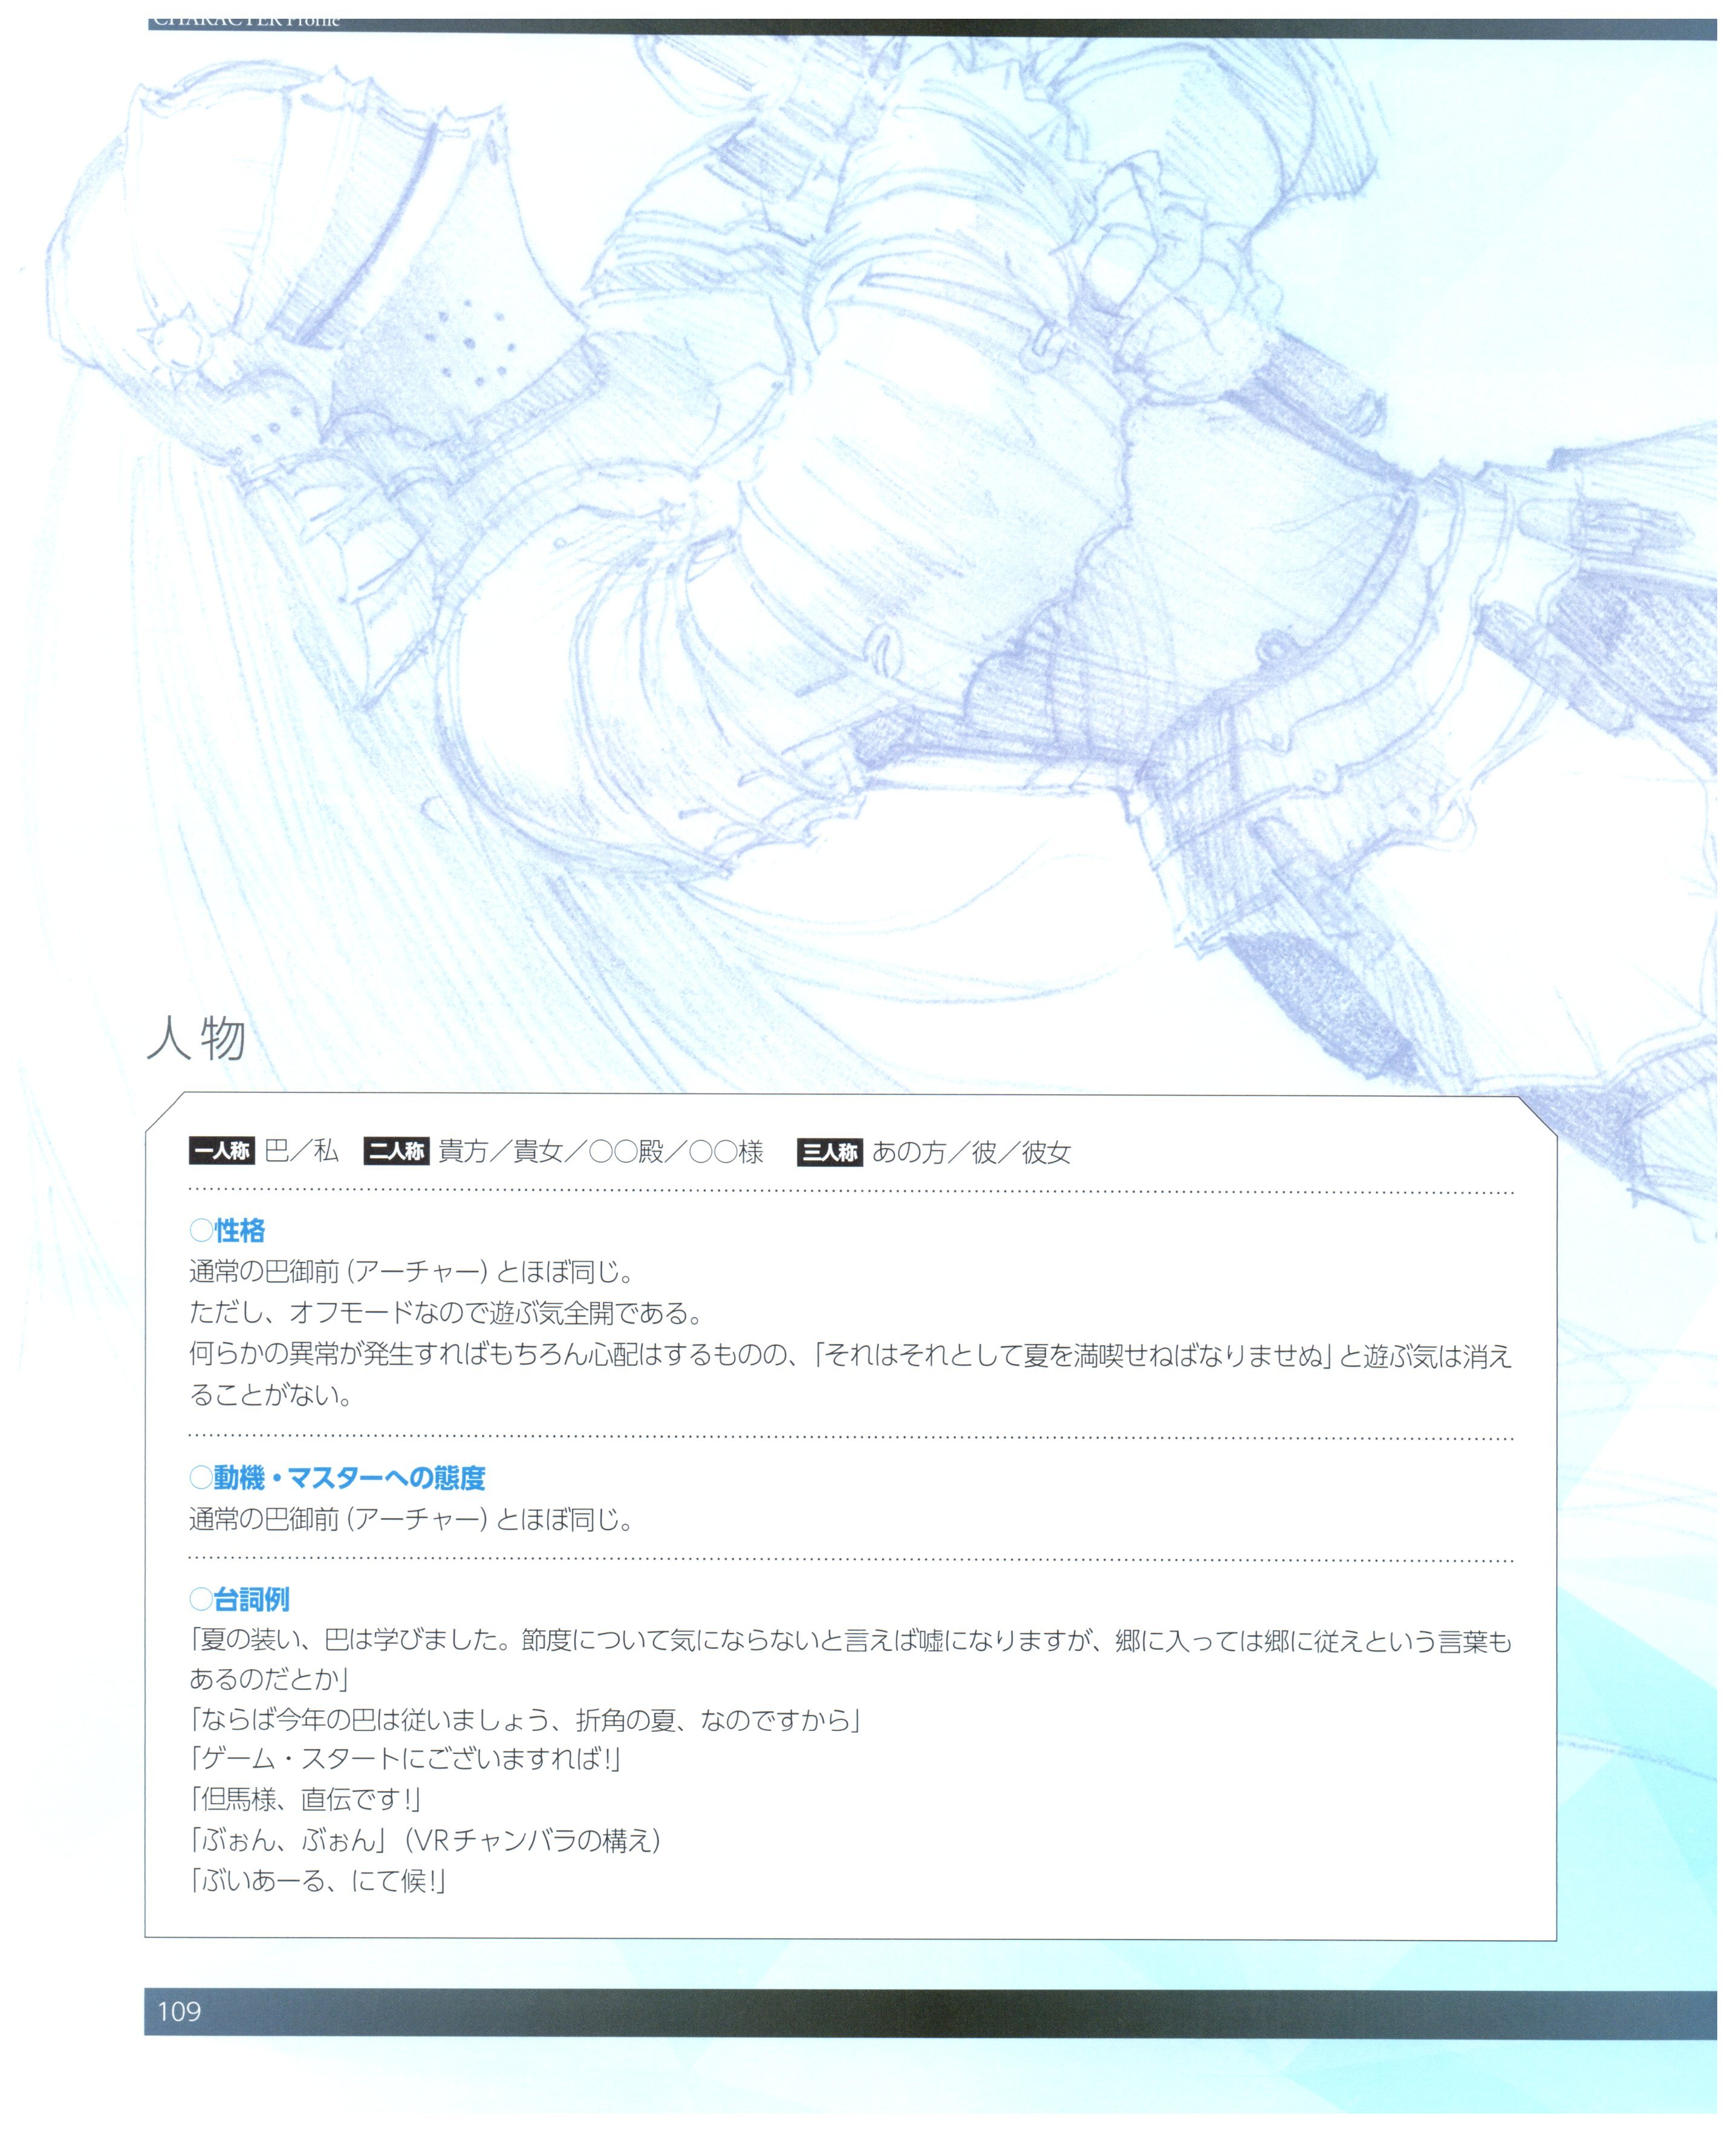 CHARACTER Profile
人物
一人称 巴／私 二人称 貴方／貴女／○○殿／○○様 三人称 あの方／彼／彼女
○性格
通常の巴御前（アーチャー）とほぼ同じ。
ただし、オフモードなので遊ぶ気全開である。
何らかの異常が発生すればもちろん心配はするものの、「それはそれとして夏を満喫せねばなりませぬ」と遊ぶ気は消え
ることがない。
○動機・マスターへの態度
通常の巴御前（アーチャー）とほぼ同じ。
○台詞例
「夏の装い、巴は学びました。節度について気にならないと言えば嘘になりますが、郷に入っては郷に従えという言葉も
あるのだとか」
「ならば今年の巴は従いましょう、折角の夏、なのですから」
「ゲーム・スタートにございますれば！」
「但馬様、直伝です！」
「ぶぉん、ぶぉん」（VRチャンバラの構え）
「ぶいあーる、にて候！」
109